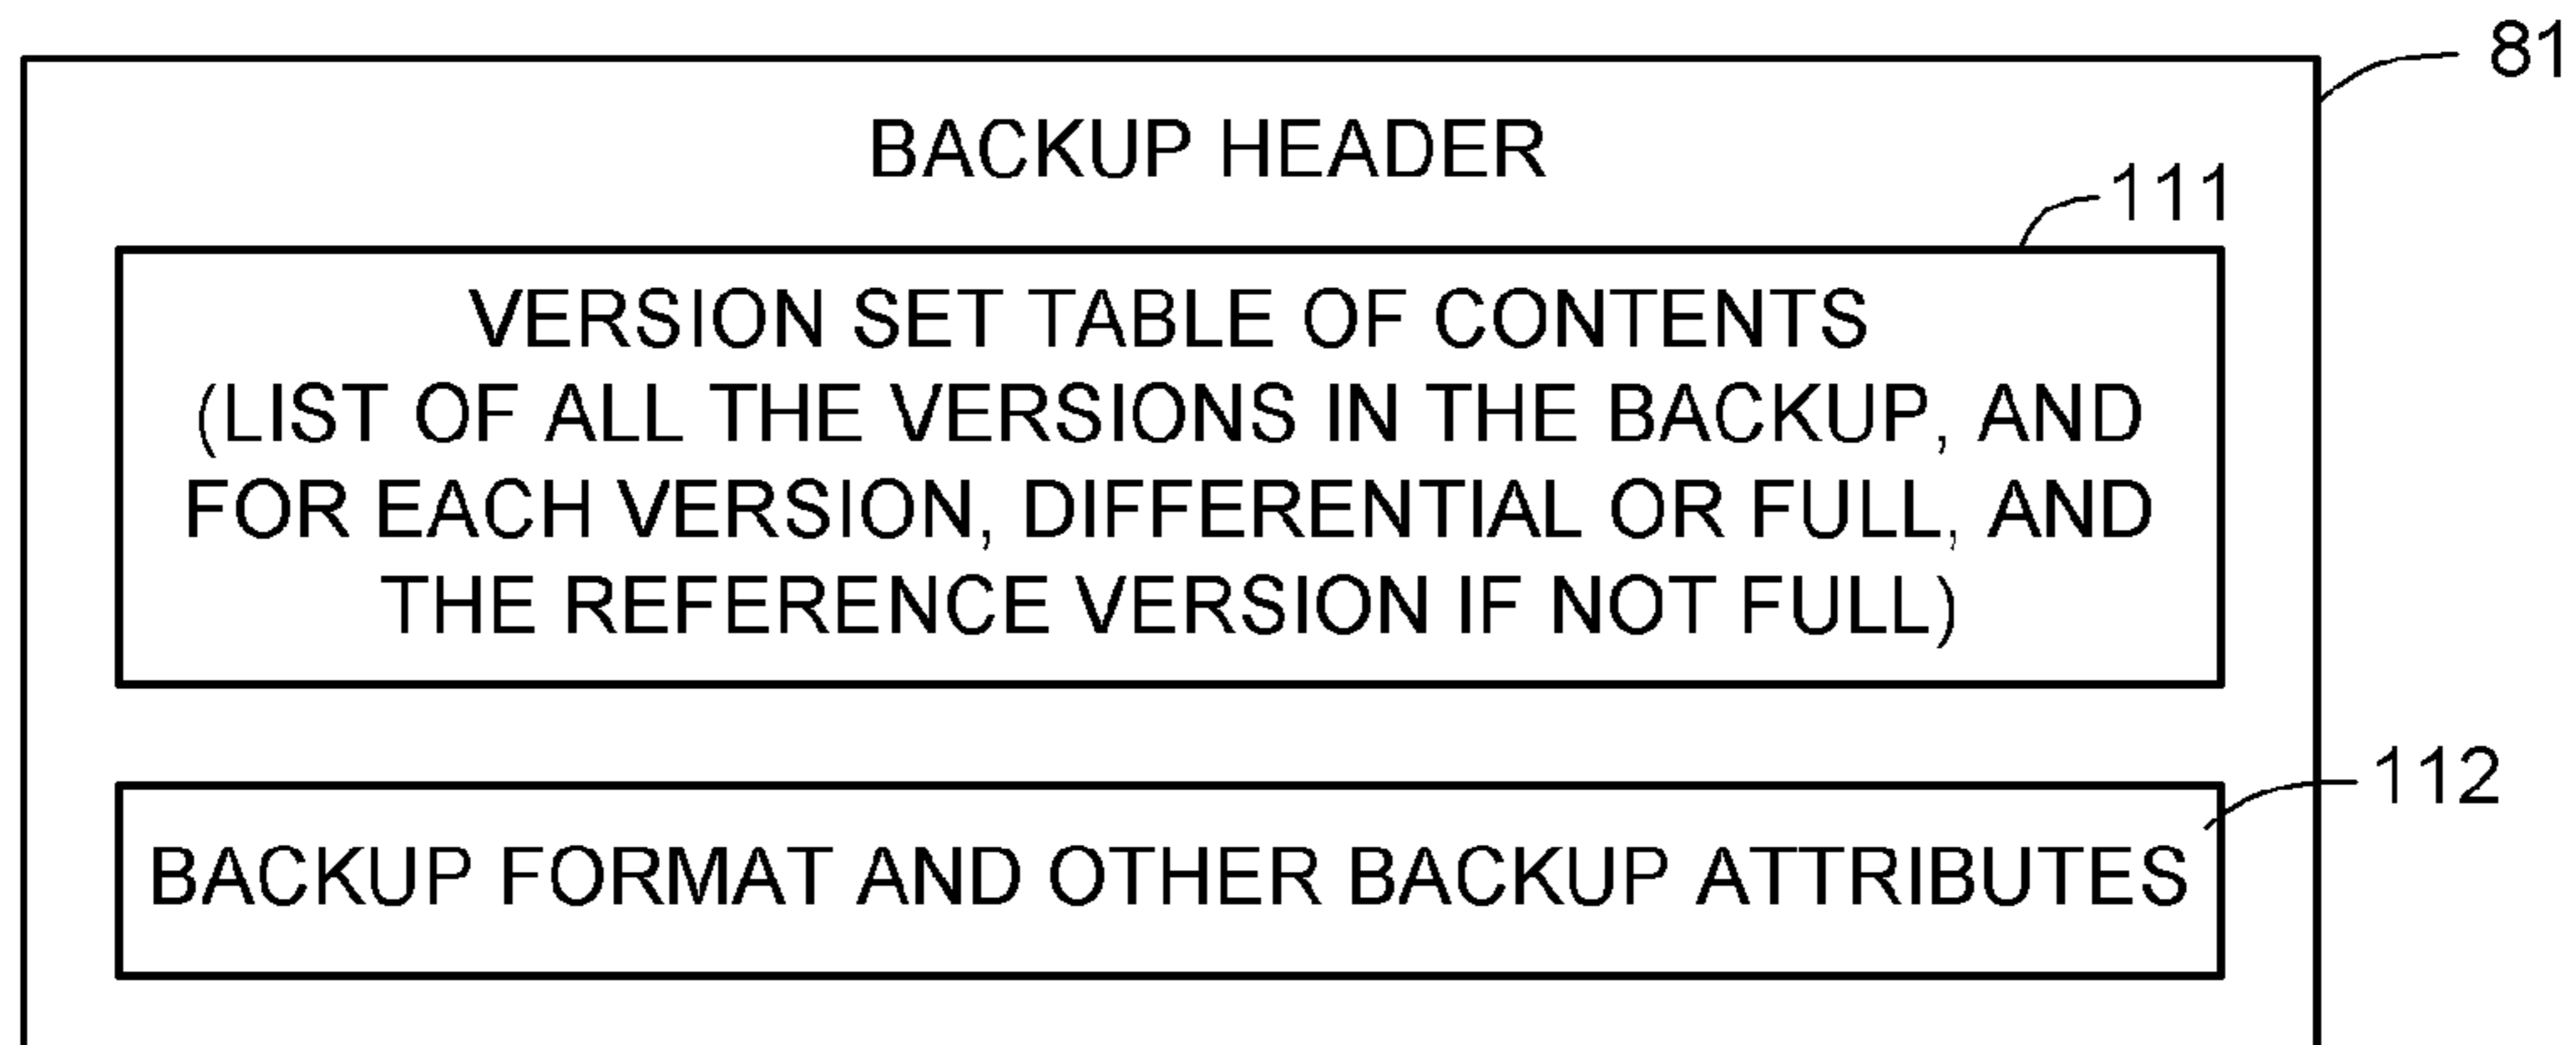 81
BACKUP HEADER
111
VERSION SET TABLE OF CONTENTS
(LIST OF ALL THE VERSIONS IN THE BACKUP, AND
FOR EACH VERSION, DIFFERENTIAL OR FULL, AND
THE REFERENCE VERSION IF NOT FULL)
112
BACKUP FORMAT AND OTHER BACKUP ATTRIBUTES